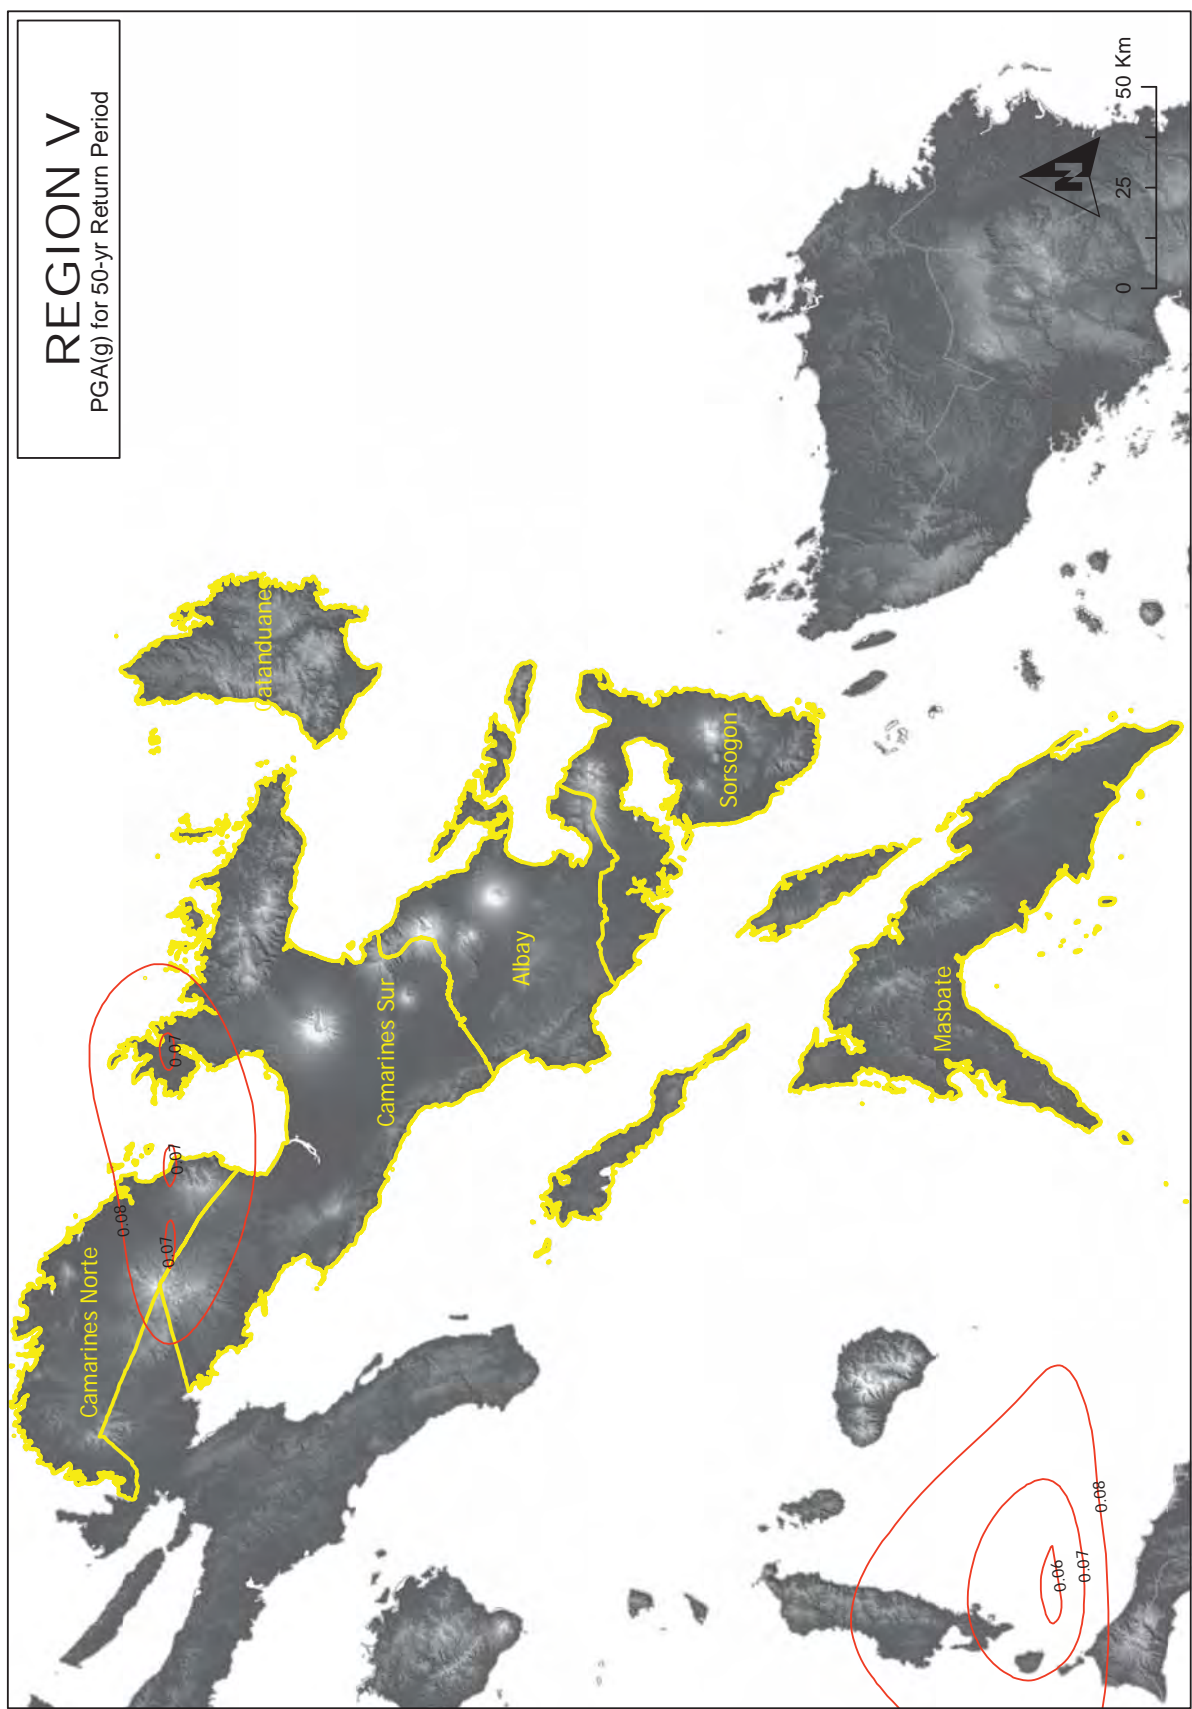 REGION V
PGA(g) for 50-yr Return Period
Camarines Norte
Camarines Sur
Catanduanes
Albay
Sorsogon
Masbate
0.08
0.07
0.07
0.07
0.08
0.07
0.06
N
0 25 50 Km